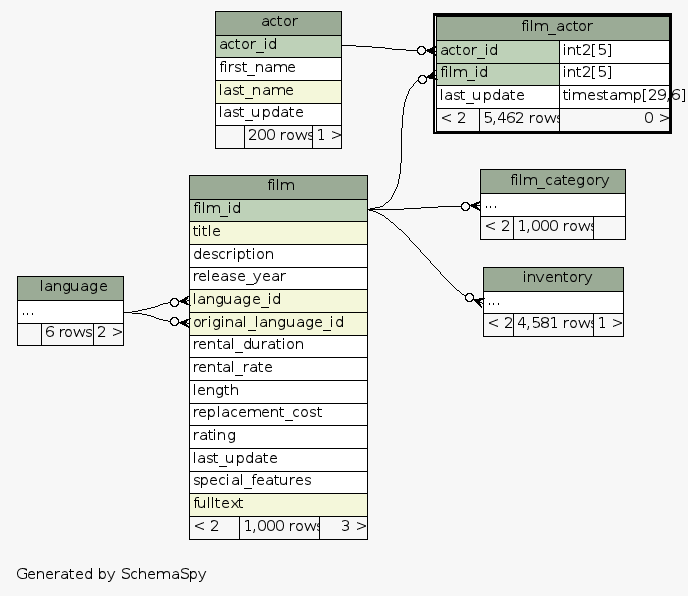 actor
actor_id
first_name
last_name
last_update
200 rows 1 >
film_actor
actor_id int2[5]
film_id int2[5]
last_update timestamp[29,6]
< 2 5,462 rows 0 >
film
film_id
title
description
release_year
language_id
original_language_id
rental_duration
rental_rate
length
replacement_cost
rating
last_update
special_features
fulltext
< 2 1,000 rows 3 >
film_category
...
< 2 1,000 rows
inventory
...
< 2 4,581 rows 1 >
language
...
6 rows 2 >
Generated by SchemaSpy